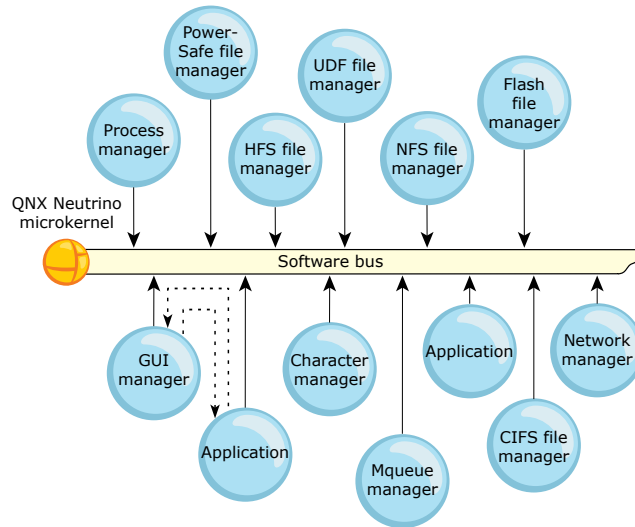 Power-
Safe file
manager
UDF file
manager
Flash
file
manager
Process
manager
HFS file
manager
NFS file
manager
QNX Neutrino
microkernel
Software bus
GUI
manager
Character
manager
Application
Network
manager
Application
Mqueue
manager
CIFS file
manager